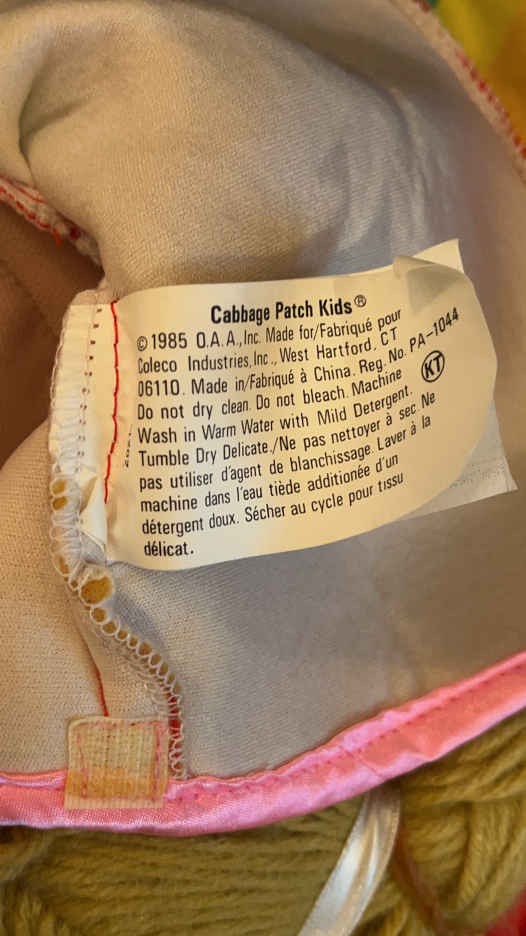 Cabbage Patch Kids®
©1985 O.A.A.,Inc. Made for/Fabriqué pour
Coleco Industries,Inc., West Hartford, CT
06110. Made in/Fabriqué à China. Reg. No. PA-1044
Do not dry clean. Do not bleach. Machine
Wash in Warm Water with Mild Detergent.
Tumble Dry Delicate./Ne pas nettoyer à sec. Ne
pas utiliser d'agent de blanchissage. Laver à la
machine dans l'eau tiède additionée d'un
détergent doux. Sécher au cycle pour tissu
délicat.
KT